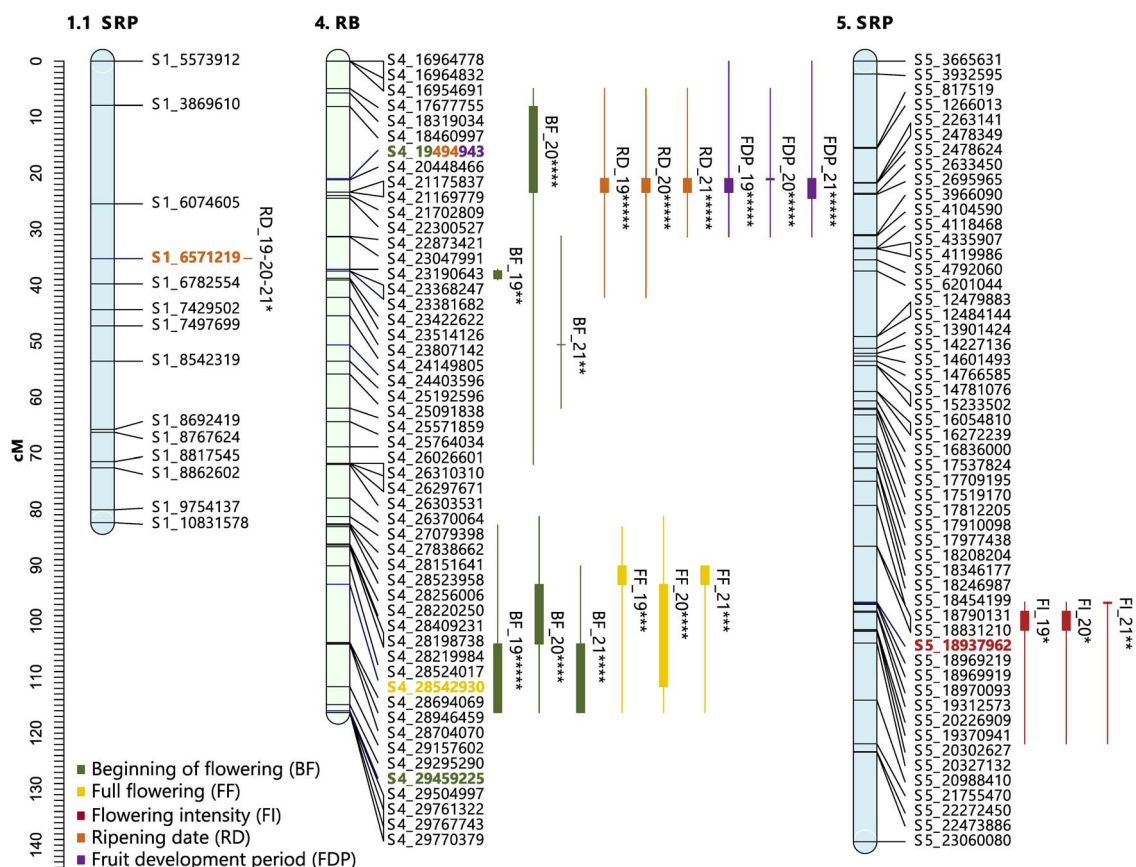 1.1 SRP
4. RB
5. SRP
cM
0
10
20
30
40
50
60
70
80
90
100
110
120
130
140
S1_5573912
S1_3869610
S1_6074605
S1_6571219
S1_6782554
S1_7429502
S1_7497699
S1_8542319
S1_8692419
S1_8767624
S1_8817545
S1_8862602
S1_9754137
S1_10831578
RD_19-20-21*
S4_16964778
S4_16964832
S4_16954691
S4_17677755
S4_18319034
S4_18460997
S4_19494943
S4_20448466
S4_21175837
S4_21169779
S4_21702809
S4_22300527
S4_22873421
S4_23047991
S4_23190643
S4_23368247
S4_23381682
S4_23422622
S4_23514126
S4_23807142
S4_24149805
S4_24403596
S4_25192596
S4_25091838
S4_25571859
S4_25764034
S4_26026601
S4_26310310
S4_26297671
S4_26303531
S4_26370064
S4_27079398
S4_27838662
S4_28151641
S4_28523958
S4_28256006
S4_28220250
S4_28409231
S4_28198738
S4_28219984
S4_28524017
S4_28542930
S4_28694069
S4_28946459
S4_28704070
S4_29157602
S4_29295290
S4_29459225
S4_29504997
S4_29761322
S4_29767743
S4_29770379
BF_19**
BF_20****
BF_21**
RD_19*****
RD_20*****
RD_21*****
FDP_19*****
FDP_20*****
FDP_21*****
BF_19*****
BF_20****
BF_21****
FF_19***
FF_20****
FF_21***
S5_3665631
S5_3932595
S5_817519
S5_1266013
S5_2263141
S5_2478349
S5_2478624
S5_2633450
S5_2695965
S5_3966090
S5_4104590
S5_4118468
S5_4335907
S5_4119986
S5_4792060
S5_6201044
S5_12479883
S5_12484144
S5_13901424
S5_14227136
S5_14601493
S5_14766585
S5_14781076
S5_15233502
S5_16054810
S5_16272239
S5_16836000
S5_17537824
S5_17709195
S5_17519170
S5_17812205
S5_17910098
S5_17977438
S5_18208204
S5_18346177
S5_18246987
S5_18454199
S5_18790131
S5_18831210
S5_18937962
S5_18969219
S5_18969919
S5_18970093
S5_19312573
S5_20226909
S5_19370941
S5_20302627
S5_20327132
S5_20988410
S5_21755470
S5_22272450
S5_22473886
S5_23060080
FI_19*
FI_20*
FI_21**
Beginning of flowering (BF)
Full flowering (FF)
Flowering intensity (FI)
Ripening date (RD)
Fruit development period (FDP)